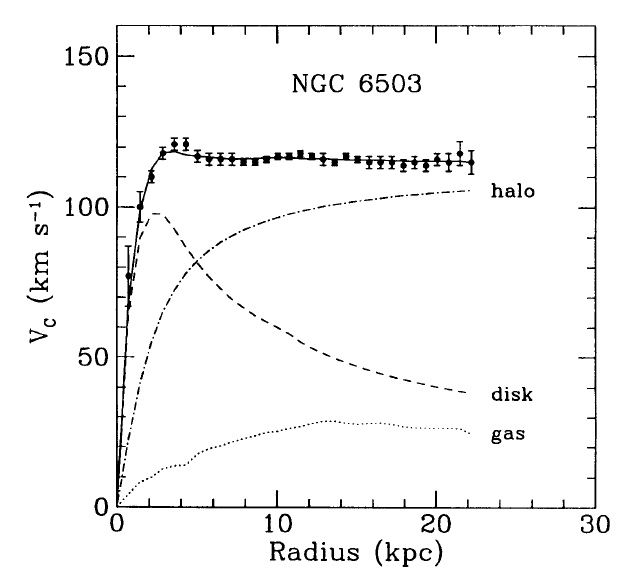 NGC 6503
150
100
50
0
V_c (km s⁻¹)
halo
disk
gas
0 10 20 30
Radius (kpc)